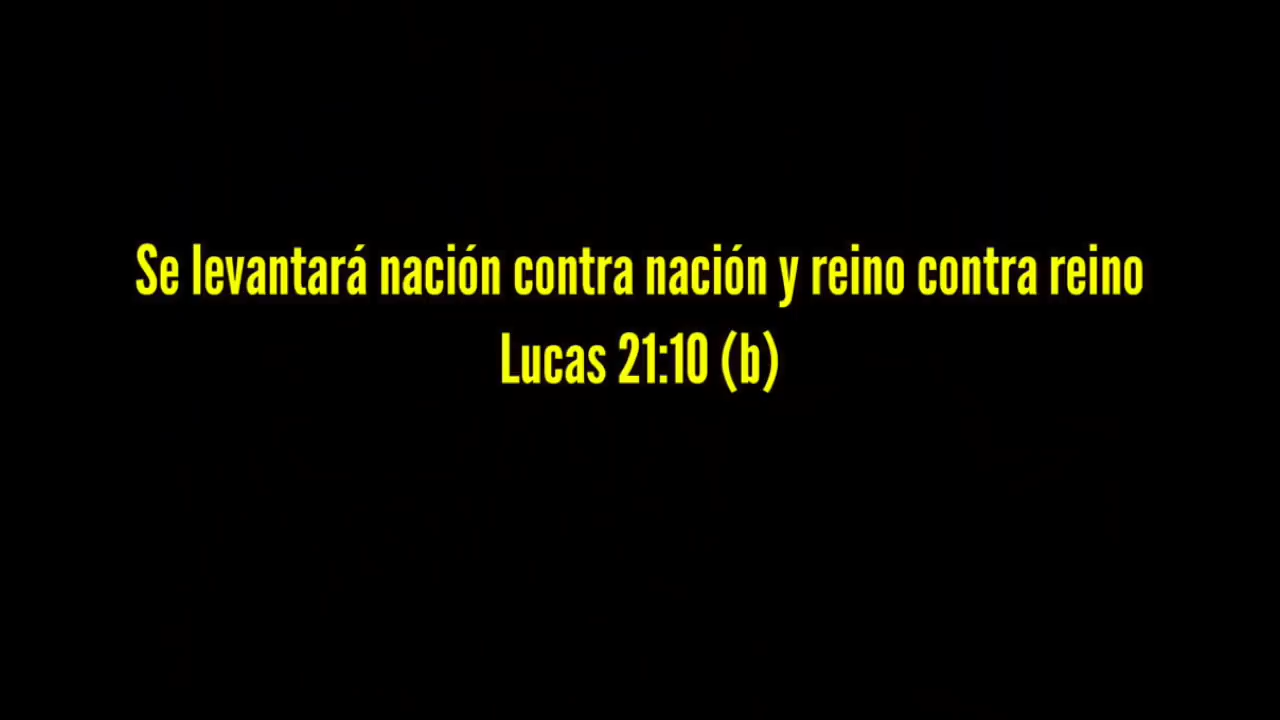 Se levantará nación contra nación y reino contra reino
Lucas 21:10 (b)